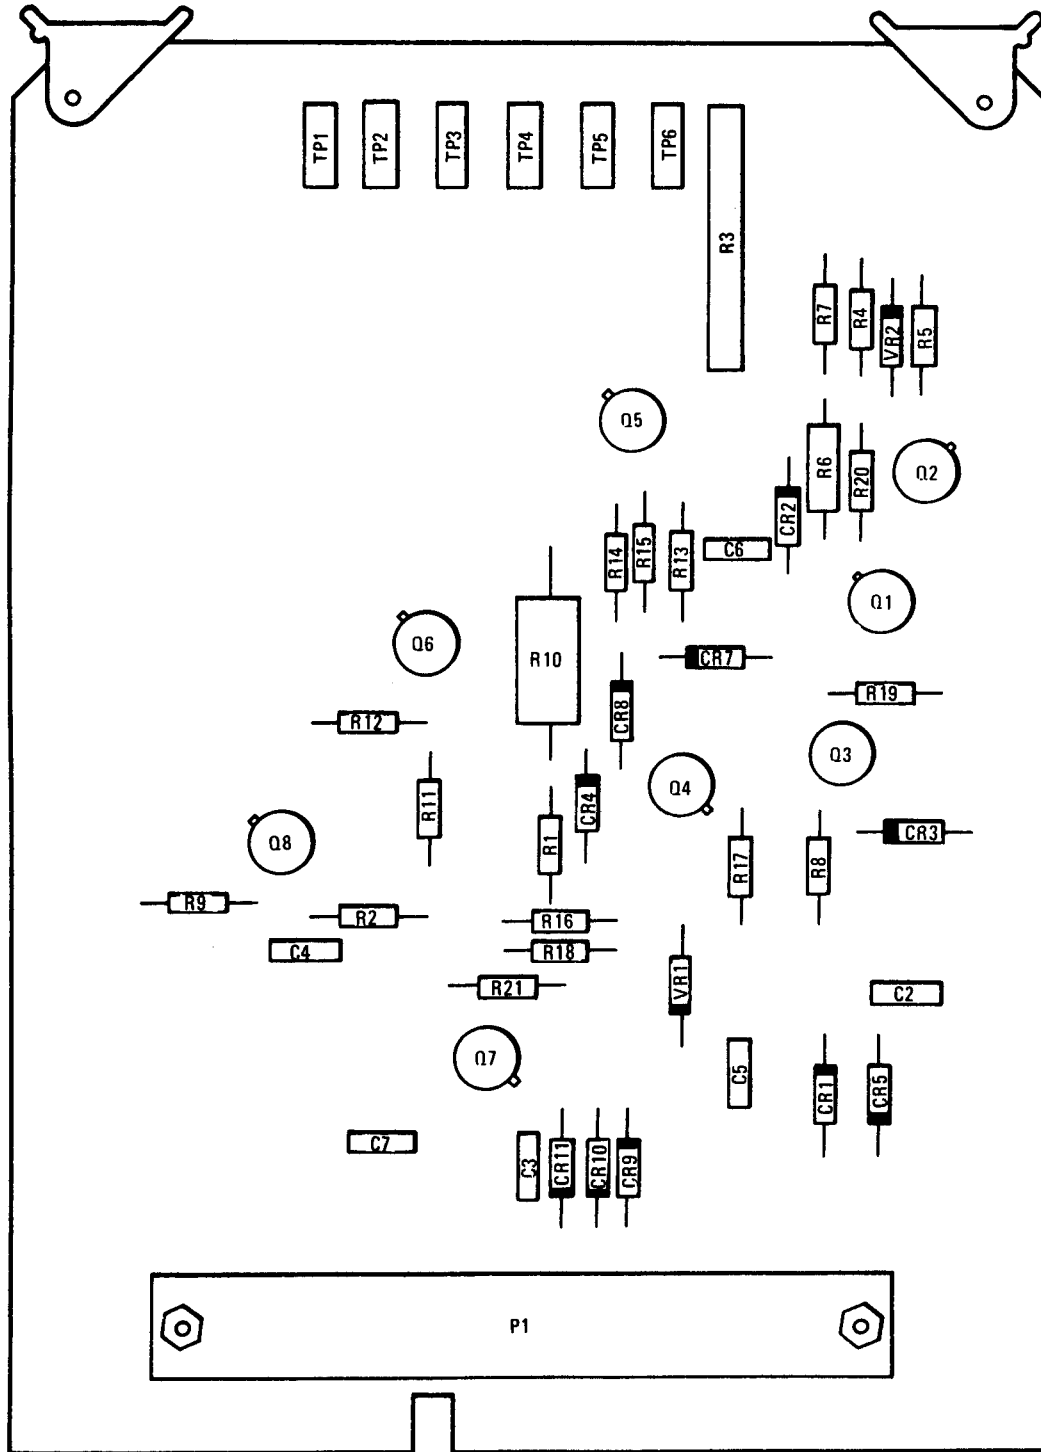 TP1 TP2 TP3 TP4 TP5 TP6
R3
R7 R4 VR2 R5
Q5
R6 R20 Q2
CR2
R14 R15 R13 C6
Q1
Q6 R10 CR7
CR8 R19
R12
Q3
Q4
R11 CR4
Q8 R1 R17 R8 CR3
R9 R2 R16
C4 R18
R21 VR1 C2
Q7 C5 CR1 CR5
C7 C3 CR11 CR10 CR9
P1